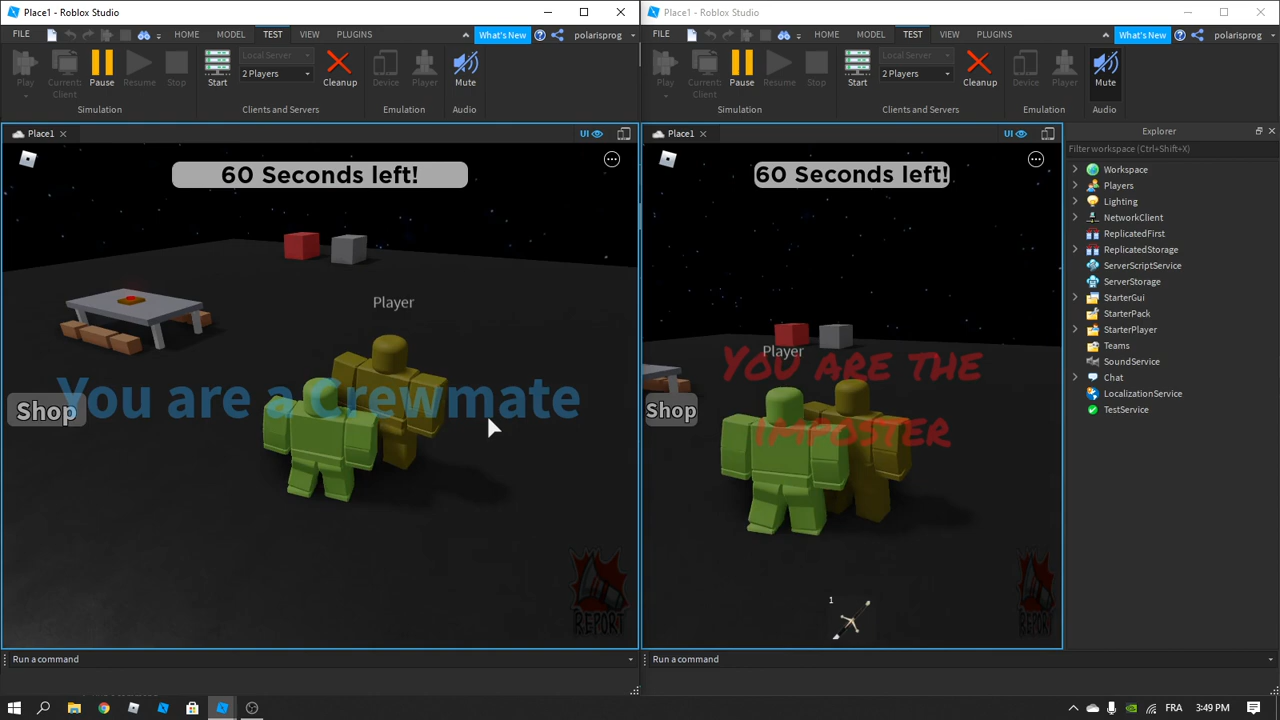 Place1 - Roblox Studio
FILE HOME MODEL TEST VIEW PLUGINS What's New polarisprog
Local Server
2 Players
Play Current: Client Pause Resume Stop Start Cleanup Device Player Mute
Simulation Clients and Servers Emulation Audio
Place1 UI
60 Seconds left!
Player
You are a Crewmate
Shop
REPORT
Run a command
Place1 - Roblox Studio
FILE HOME MODEL TEST VIEW PLUGINS What's New polarisprog
Local Server
2 Players
Play Current: Client Pause Resume Stop Start Cleanup Device Player Mute
Simulation Clients and Servers Emulation Audio
Place1 UI
60 Seconds left!
Player
You are the
imposter
Shop
1
REPORT
Run a command
Explorer
Filter workspace (Ctrl+Shift+X)
Workspace
Players
Lighting
NetworkClient
ReplicatedFirst
ReplicatedStorage
ServerScriptService
ServerStorage
StarterGui
StarterPack
StarterPlayer
Teams
SoundService
Chat
LocalizationService
TestService
FRA 3:49 PM